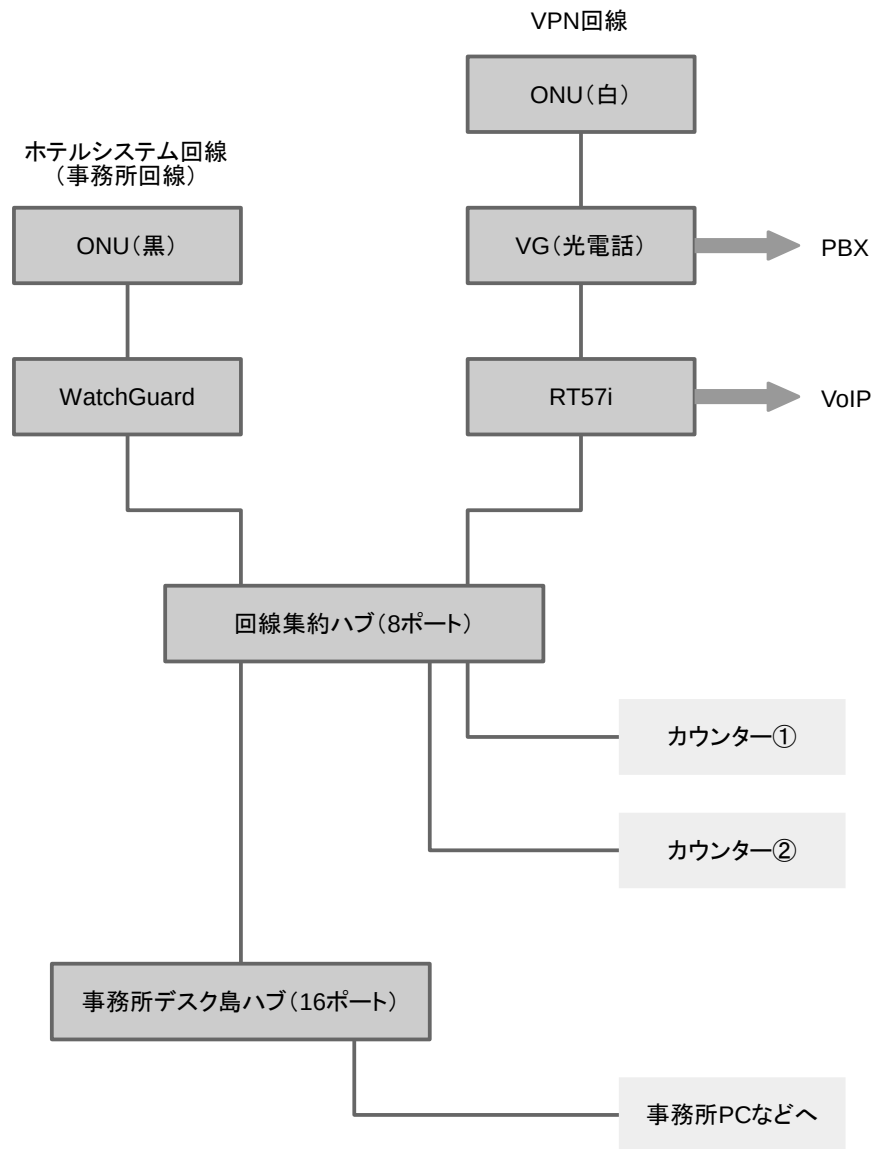 VPN回線
ONU（白）
ホテルシステム回線
（事務所回線）
ONU（黒）
VG（光電話）
PBX
WatchGuard
RT57i
VoIP
回線集約ハブ（8ポート）
カウンター①
カウンター②
事務所デスク島ハブ（16ポート）
事務所PCなどへ